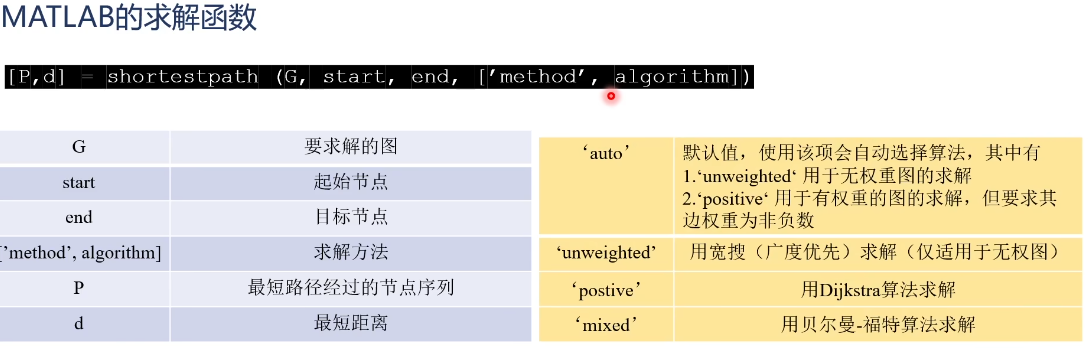 MATLAB的求解函数
[P,d] = shortestpath (G, start, end, ['method', algorithm])
G 要求解的图
start 起始节点
end 目标节点
['method', algorithm] 求解方法
P 最短路径经过的节点序列
d 最短距离
‘auto’ 默认值，使用该项会自动选择算法，其中有
1.‘unweighted‘ 用于无权重图的求解
2.‘positive‘ 用于有权重的图的求解，但要求其
边权重为非负数
‘unweighted’ 用宽搜（广度优先）求解（仅适用于无权图）
‘postive’ 用Dijkstra算法求解
‘mixed’ 用贝尔曼-福特算法求解